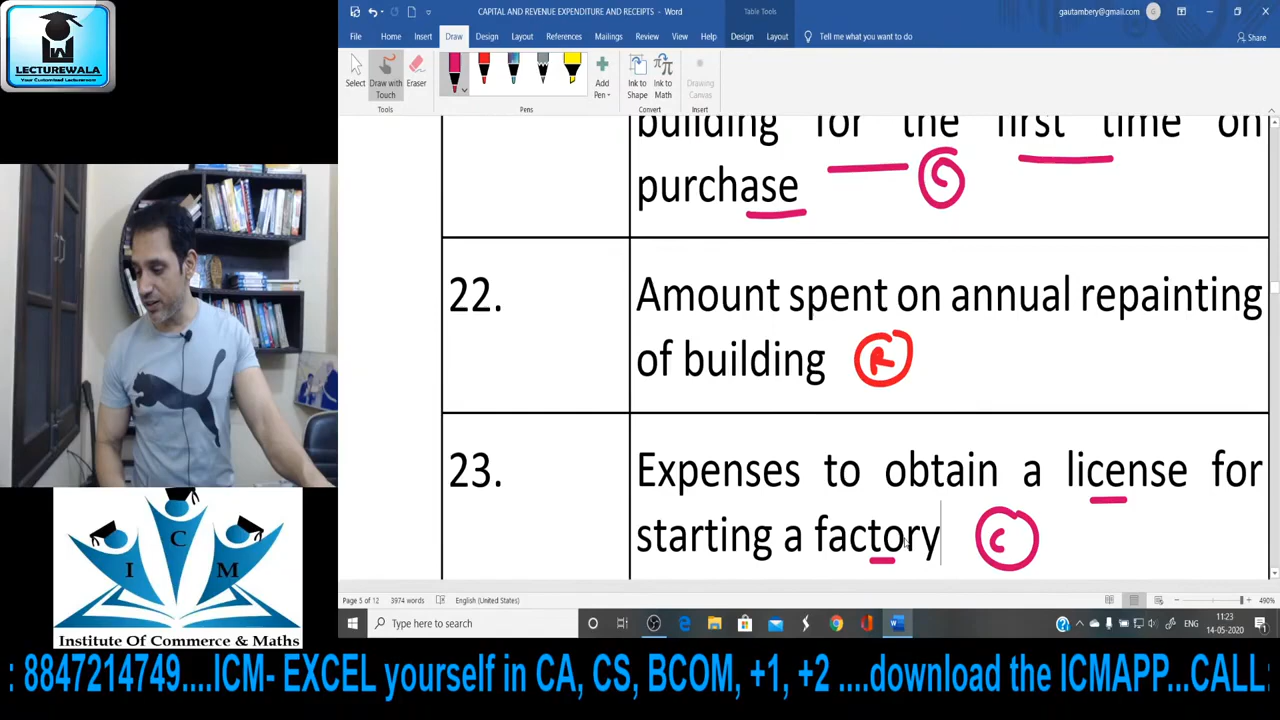 LECTUREWALA
CAPITAL AND REVENUE EXPENDITURE AND RECEIPTS - Word
Table Tools
gautambery@gmail.com
G
File Home Insert Draw Design Layout References Mailings Review View Help Design Layout Tell me what you want to do
Share
Select
Draw with Touch
Eraser
Add Pen
Ink to Shape
Ink to Math
Drawing Canvas
Tools
Pens
Convert
Insert
building for the first time on
purchase C
22.
Amount spent on annual repainting
of building R
23.
Expenses to obtain a license for
starting a factory C
I C M
Institute Of Commerce & Maths
Page 5 of 12 3974 words English (United States) 490%
Type here to search
ENG
11:23
14-05-2020
1
: 8847214749....ICM- EXCEL yourself in CA, CS, BCOM, +1, +2 ....download the ICMAPP...CALL: